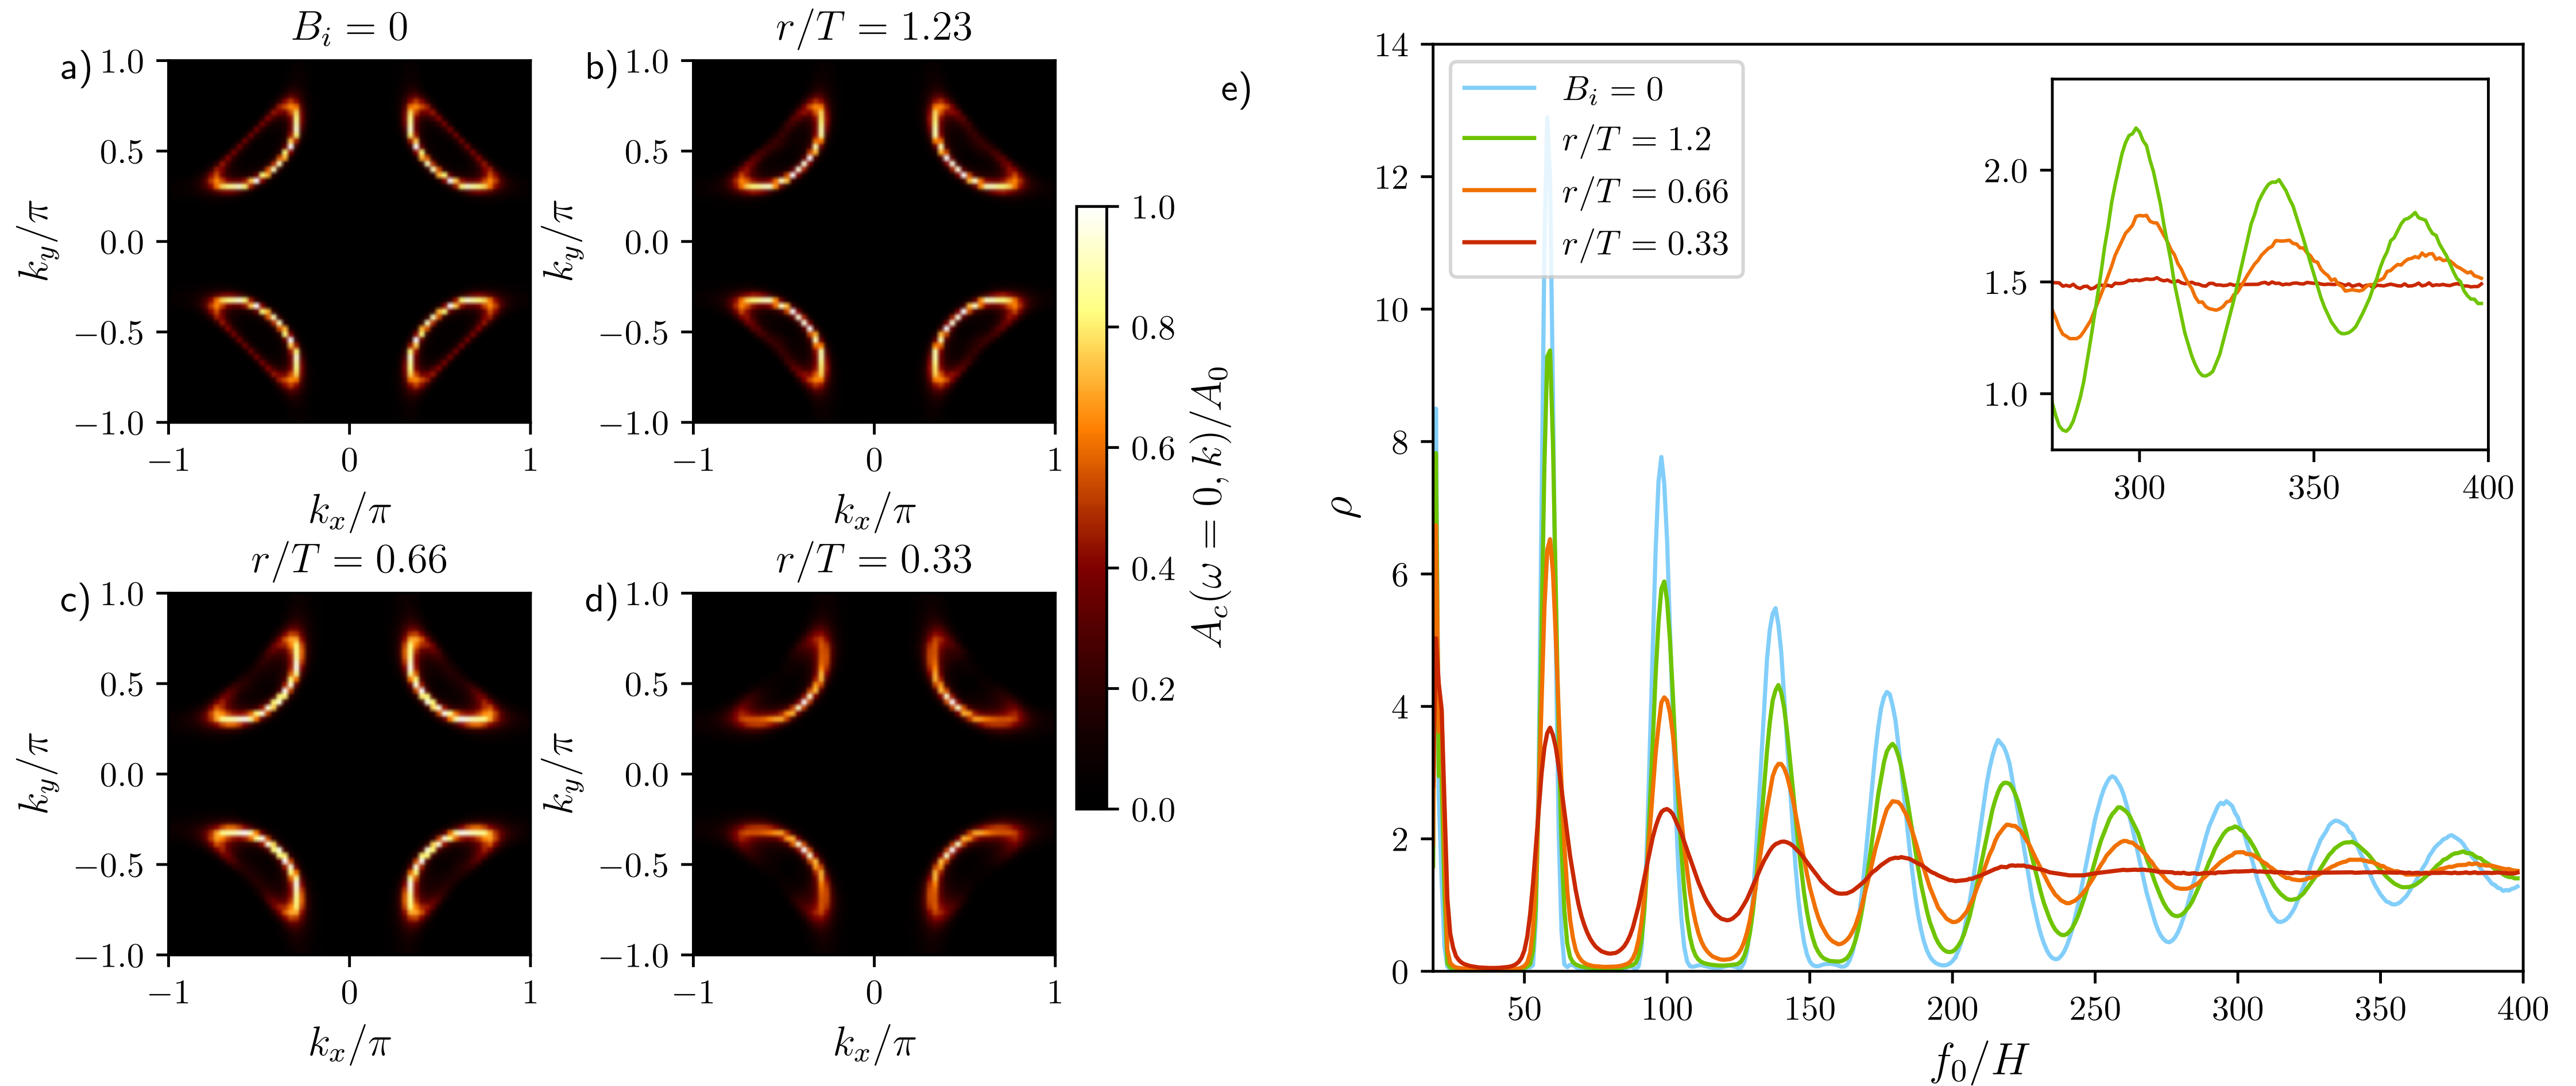 a)
$B_i = 0$
1.0
0.5
0.0
−0.5
−1.0
$k_y/\pi$
−1
0
1
$k_x/\pi$
b)
$r/T = 1.23$
1.0
0.5
0.0
−0.5
−1.0
$k_y/\pi$
−1
0
1
$k_x/\pi$
c)
$r/T = 0.66$
1.0
0.5
0.0
−0.5
−1.0
$k_y/\pi$
−1
0
1
$k_x/\pi$
d)
$r/T = 0.33$
1.0
0.5
0.0
−0.5
−1.0
$k_y/\pi$
−1
0
1
$k_x/\pi$
1.0
0.8
0.6
0.4
0.2
0.0
$A_c(\omega = 0, k)/A_0$
e)
14
12
10
8
6
4
2
0
$\rho$
$B_i = 0$
$r/T = 1.2$
$r/T = 0.66$
$r/T = 0.33$
2.0
1.5
1.0
300
350
400
50
100
150
200
250
300
350
400
$f_0/H$